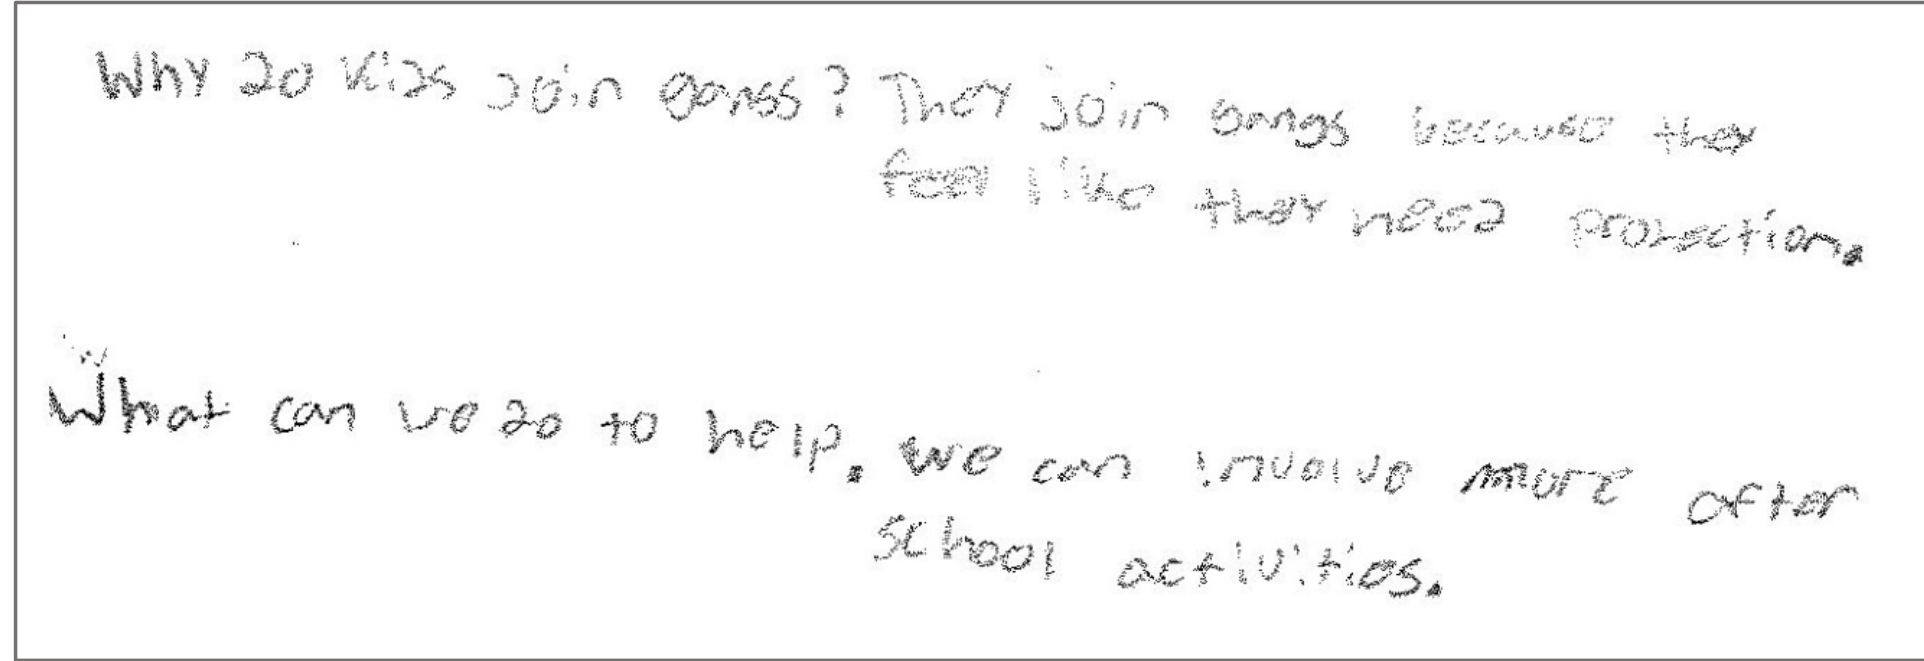 Why do kids join gangs? They join gangs because they
feel like they need protection.
What can we do to help. we can involve more after
school activities.